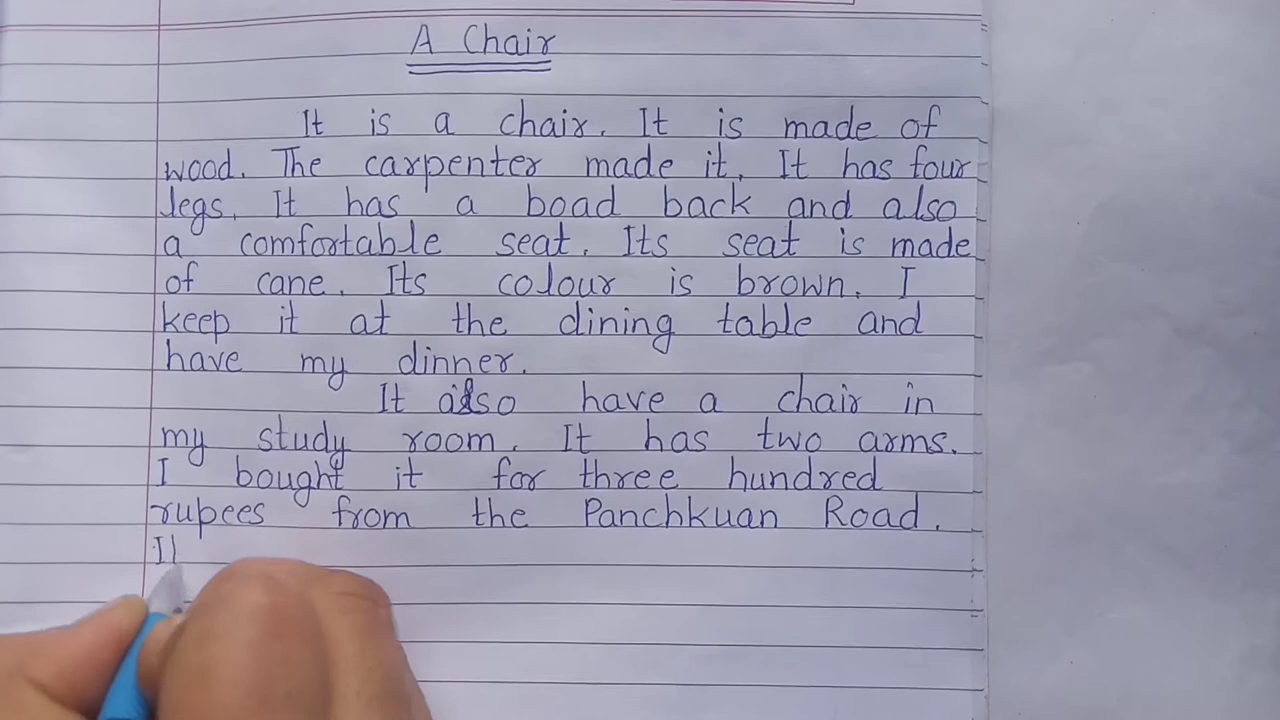 A Chair
It is a chair. It is made of
wood. The carpenter made it. It has four
legs. It has a boad back and also
a comfortable seat. Its seat is made
of cane. Its colour is brown. I
keep it at the dining table and
have my dinner.
It also have a chair in
my study room. It has two arms.
I bought it for three hundred
rupees from the Panchkuan Road.